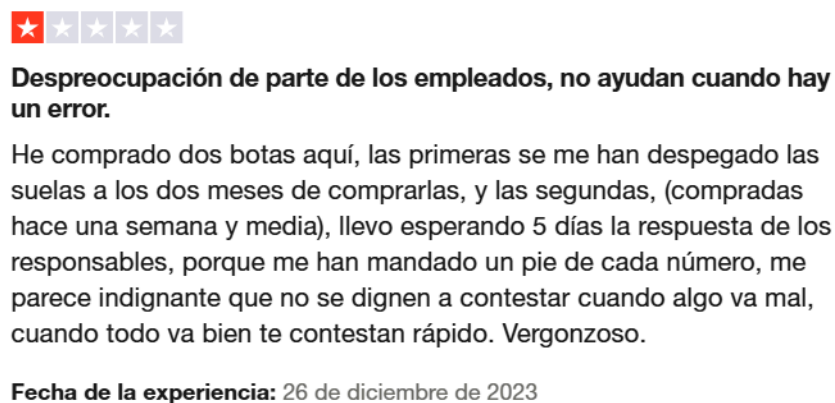 Despreocupación de parte de los empleados, no ayudan cuando hay
un error.
He comprado dos botas aquí, las primeras se me han despegado las
suelas a los dos meses de comprarlas, y las segundas, (compradas
hace una semana y media), llevo esperando 5 días la respuesta de los
responsables, porque me han mandado un pie de cada número, me
parece indignante que no se dignen a contestar cuando algo va mal,
cuando todo va bien te contestan rápido. Vergonzoso.
Fecha de la experiencia: 26 de diciembre de 2023